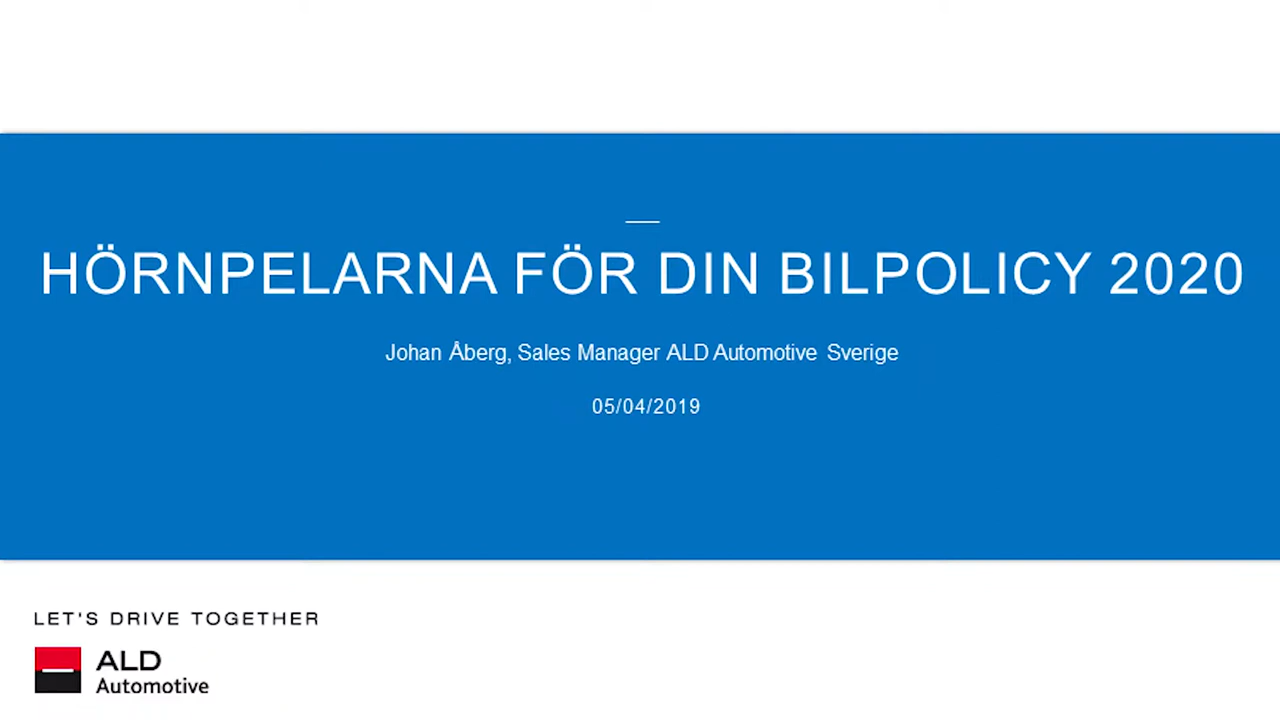 HÖRNPELARNA FÖR DIN BILPOLICY 2020
Johan Åberg, Sales Manager ALD Automotive Sverige
05/04/2019
LET'S DRIVE TOGETHER
ALD
Automotive